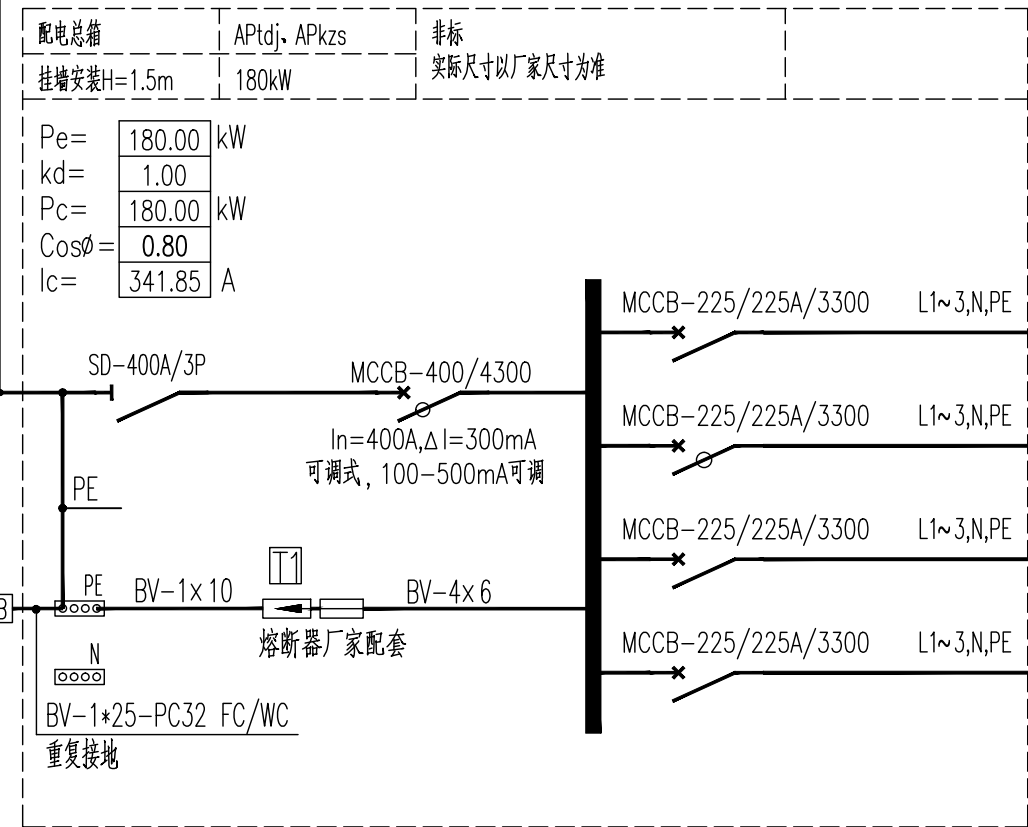 配电总箱 APtdj、APkzs 非标
挂墙安装H=1.5m 180kW 实际尺寸以厂家尺寸为准
Pe= 180.00 kW
kd= 1.00
Pc= 180.00 kW
CosØ= 0.80
Ic= 341.85 A
MCCB-225/225A/3300 L1~3,N,PE
SD-400A/3P MCCB-400/4300
In=400A,ΔI=300mA
可调式，100-500mA可调
MCCB-225/225A/3300 L1~3,N,PE
PE
MCCB-225/225A/3300 L1~3,N,PE
T1
PE BV-1×10 BV-4×6
熔断器厂家配套
MCCB-225/225A/3300 L1~3,N,PE
N
BV-1*25-PC32 FC/WC
重复接地